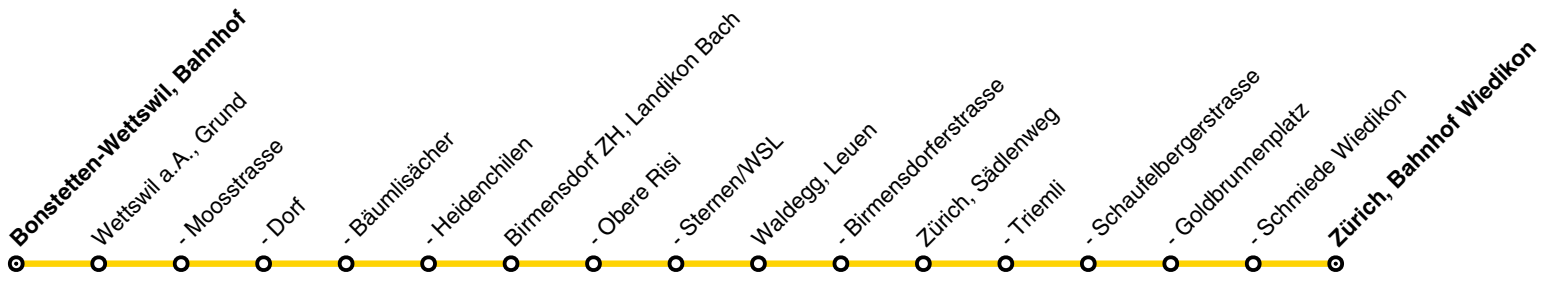 Bonstetten-Wettswil, Bahnhof
Wettswil a.A., Grund
- Moosstrasse
- Dorf
- Bäumlisächer
- Heidenchilen
Birmensdorf ZH, Landikon Bach
- Obere Risi
- Sternen/WSL
Waldegg, Leuen
- Birmensdorferstrasse
Zürich, Sädlenweg
- Triemli
- Schaufelbergerstrasse
- Goldbrunnenplatz
- Schmiede Wiedikon
Zürich, Bahnhof Wiedikon